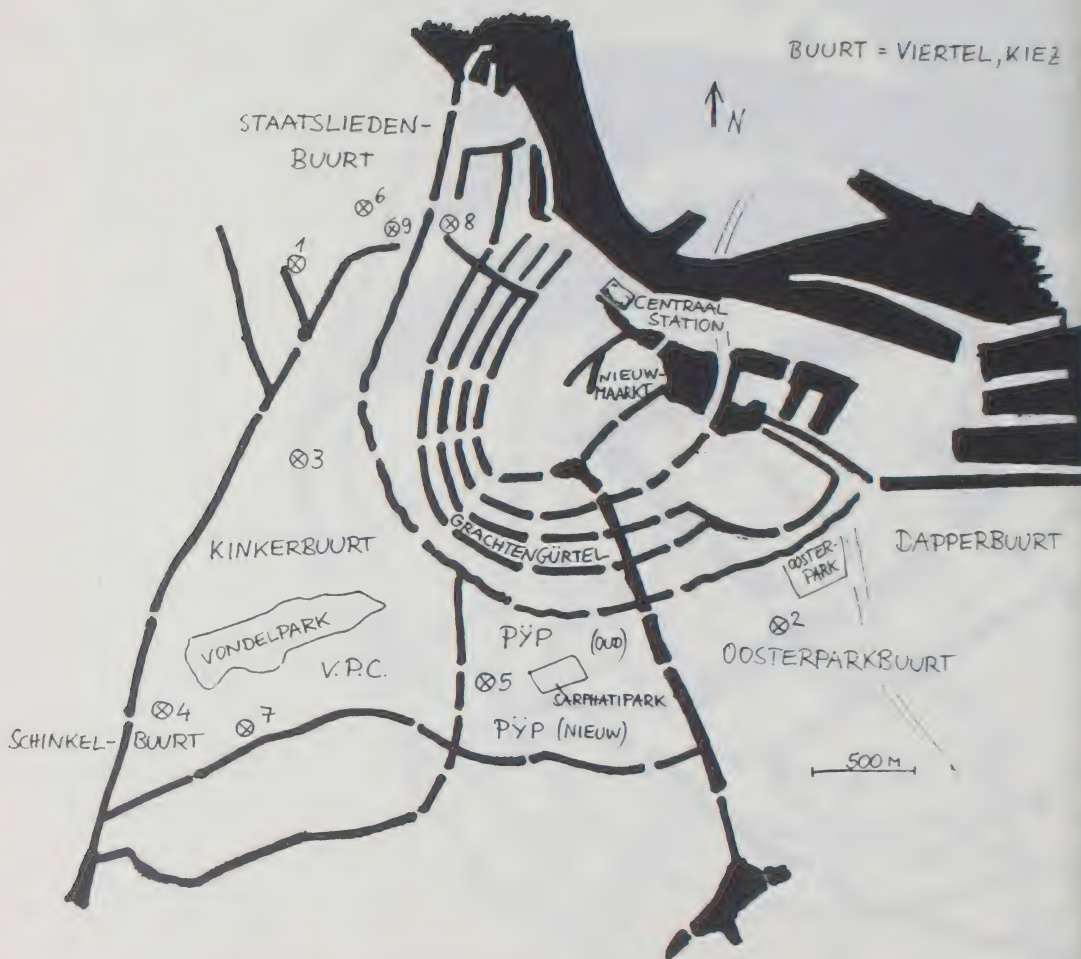 BUURT = VIERTEL, KIEZ
N
STAATSLIEDEN-
BUURT
⊗6
⊗9
⊗8
⊗1
CENTRAAL
STATION
NIEUW-
MAARKT
⊗3
GRACHTENGÜRTEL
KINKERBUURT
DAPPERBUURT
OOSTER-
PARK
⊗2
VONDELPARK
V.P.C.
PŸP (OUD)
OOSTERPARKBUURT
⊗5
SARPHATIPARK
⊗4
⊗7
PŸP (NIEUW)
SCHINKEL-BUURT
500 M